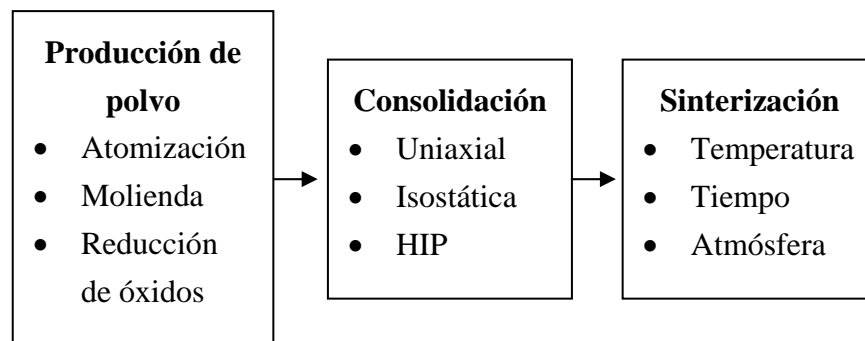 Producción de
polvo
• Atomización
• Molienda
• Reducción
de óxidos
Consolidación
• Uniaxial
• Isostática
• HIP
Sinterización
• Temperatura
• Tiempo
• Atmósfera